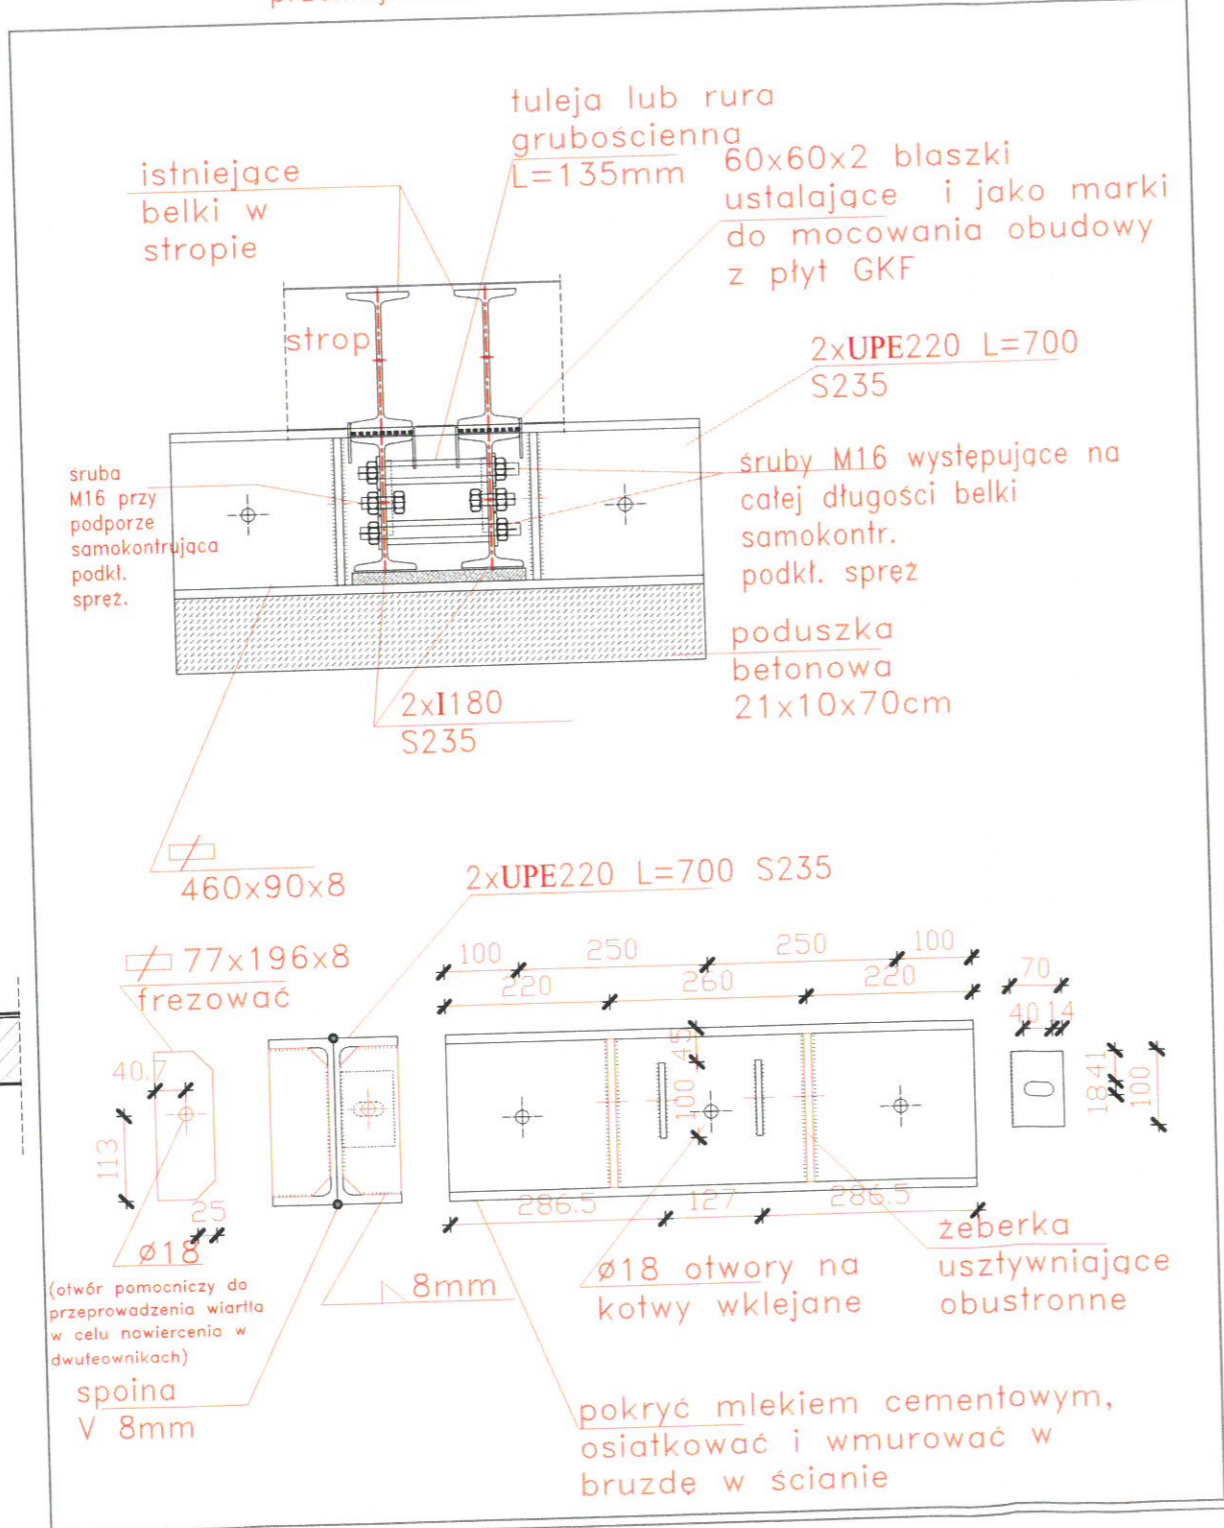 tuleja lub rura
grubościenna
L=135mm
istniejące
belki w
stropie
60x60x2 blaszki
ustalające i jako marki
do mocowania obudowy
z płyt GKF
strop
2xUPE220 L=700
S235
śruba
M16 przy
podporze
samokontrująca
podkł.
spręż.
śruby M16 występujące na
całej długości belki
samokontr.
podkł. spręż
poduszka
betonowa
21x10x70cm
2xI180
S235
460x90x8
2xUPE220 L=700 S235
77x196x8
frezować
100 250 250 100
220 260 220
70
40 14
40.7
113
25
ø18
45
100
18 41
100
286.5 127 286.5
(otwór pomocniczy do
przeprowadzenia wiartła
w celu nawiercenia w
dwuteownikach)
8mm
ø18 otwory na
kotwy wklejane
żeberka
usztywniające
obustronne
spoina
V 8mm
pokryć mlekiem cementowym,
osiatkować i wmurować w
bruzdę w ścianie